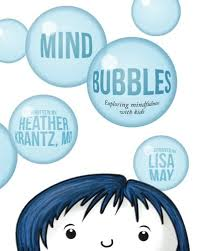 MIND
BUBBLES
Exploring mindfulness
with kids
WRITTEN BY
HEATHER
KRANTZ, MD
ILLUSTRATED BY
LISA
MAY